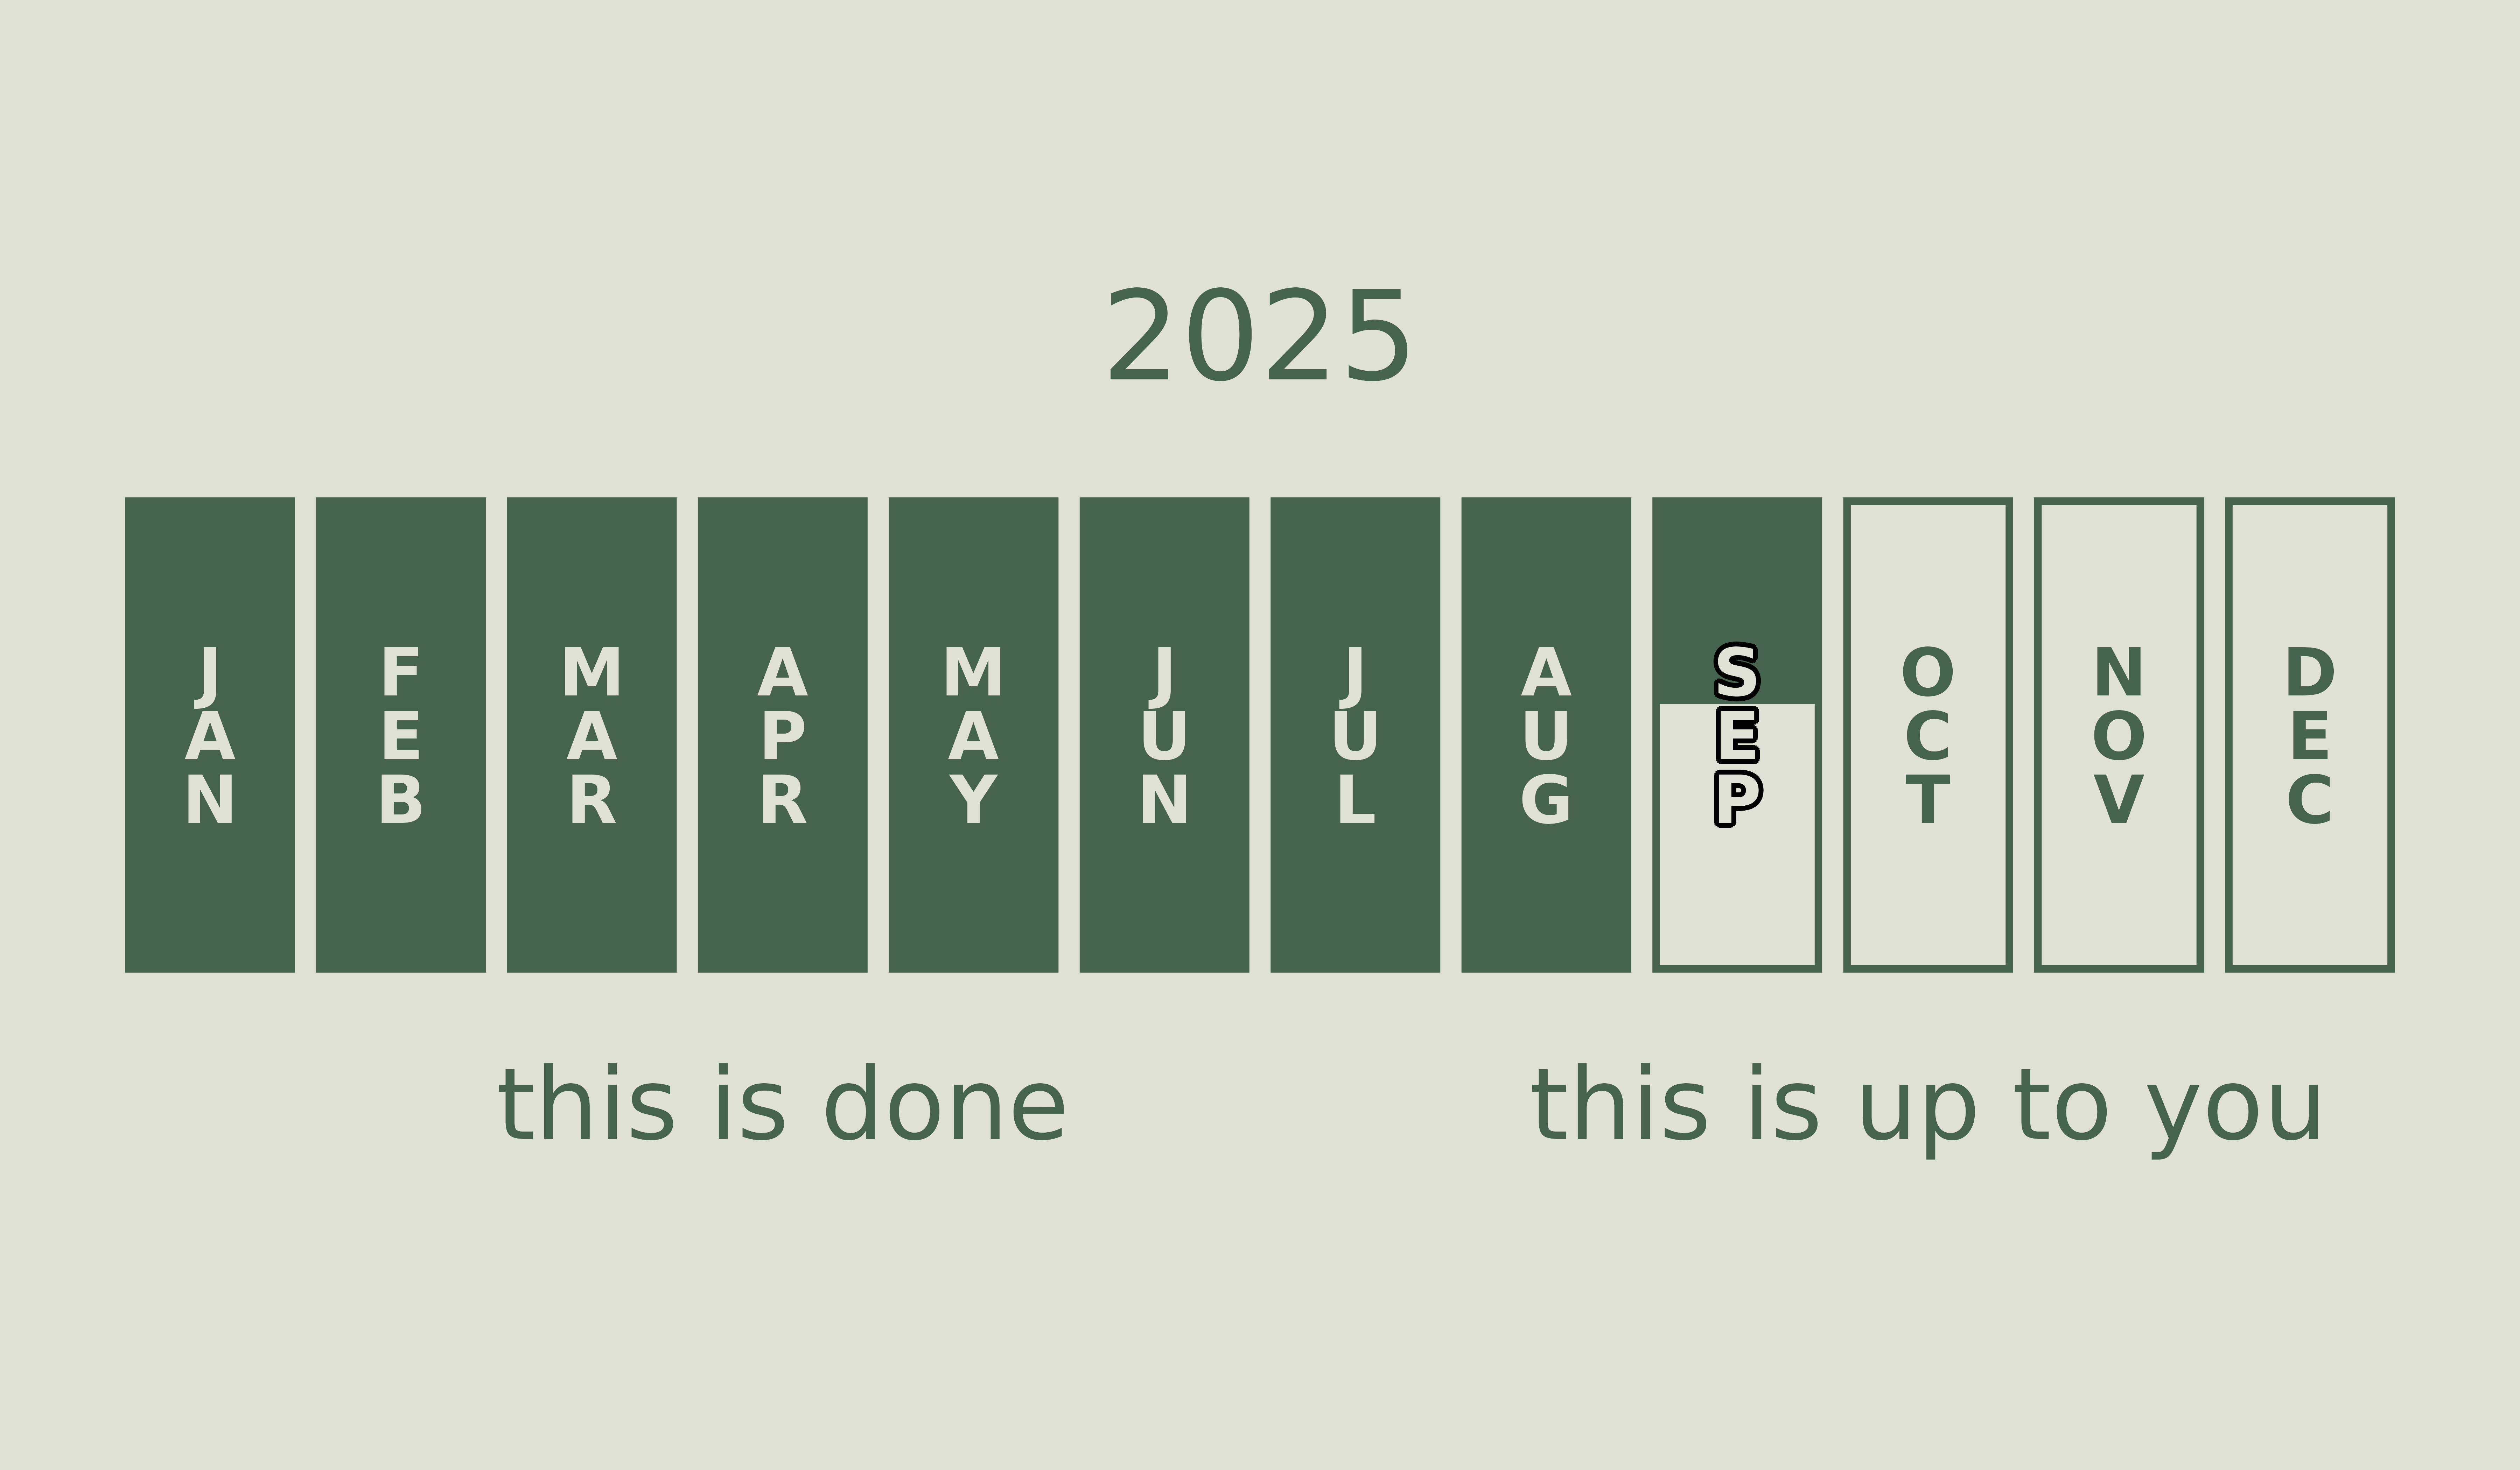 2025
JAN
FEB
MAR
APR
MAY
JUN
JUL
AUG
SEP
OCT
NOV
DEC
this is done
this is up to you